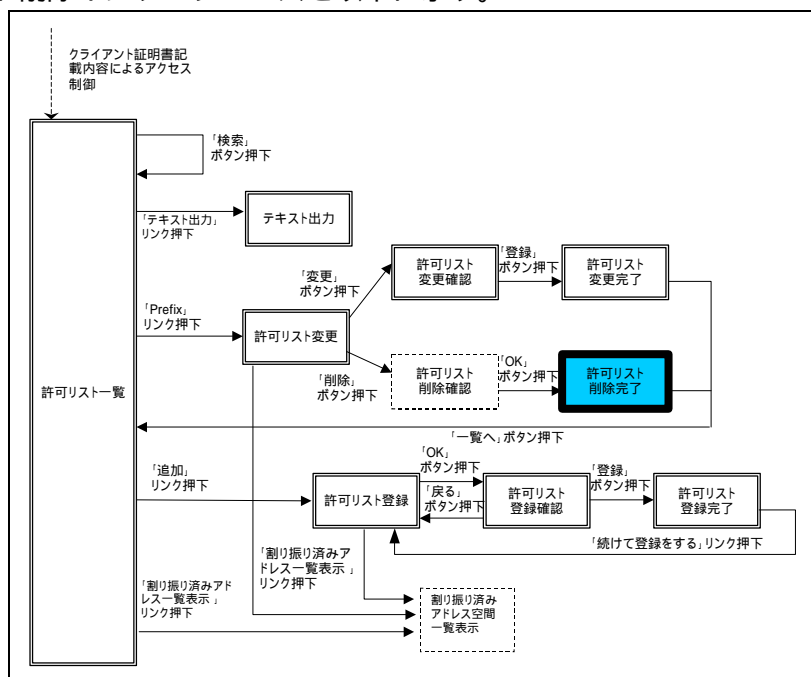 クライアント証明書記
載内容によるアクセス
制御
「検索」
ボタン押下
「テキスト出力」
リンク押下
テキスト出力
「変更」
ボタン押下
許可リスト
変更確認
「登録」
ボタン押下
許可リスト
変更完了
「Prefix」
リンク押下
許可リスト変更
「削除」
ボタン押下
許可リスト
削除確認
「OK」
ボタン押下
許可リスト
削除完了
許可リスト一覧
「一覧へ」ボタン押下
「追加」
リンク押下
許可リスト登録
「OK」
ボタン押下
「戻る」
ボタン押下
許可リスト
登録確認
「登録」
ボタン押下
許可リスト
登録完了
「続けて登録をする」リンク押下
「割り振り済みア
ドレス一覧表示 」
リンク押下
「割り振り済みアド
レス一覧表示 」
リンク押下
割り振り済み
アドレス空間
一覧表示